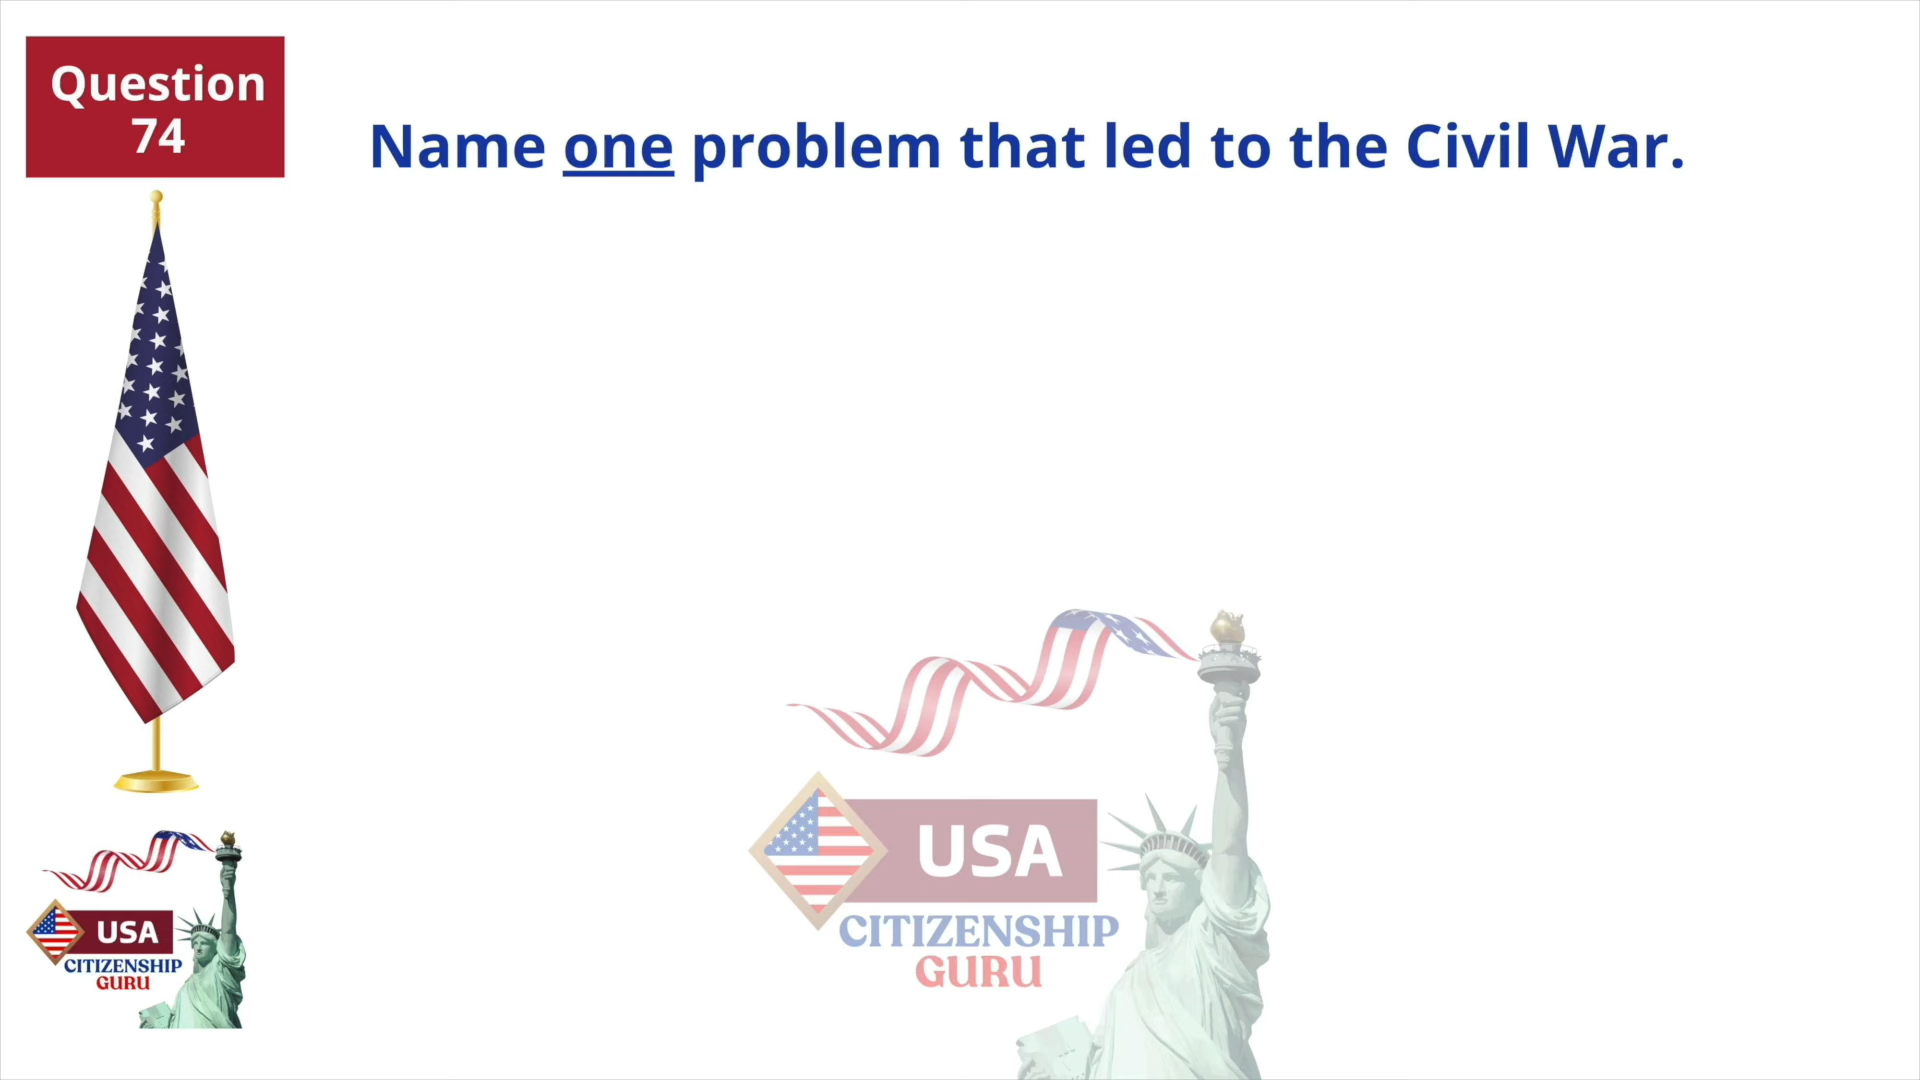 Question
74
Name one problem that led to the Civil War.
USA
CITIZENSHIP
GURU
USA
CITIZENSHIP
GURU